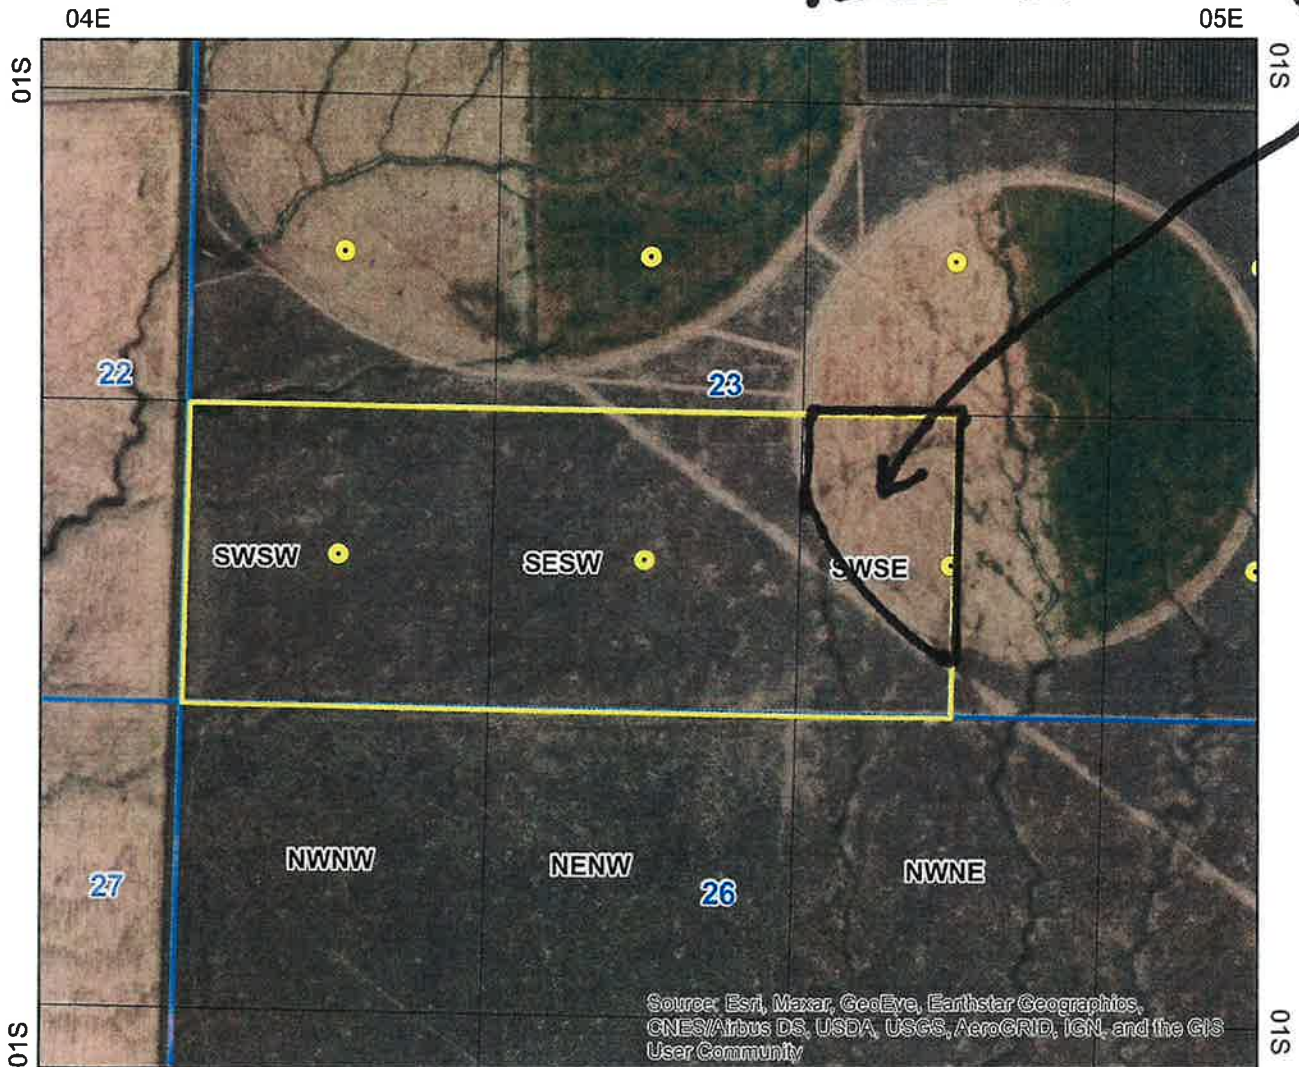 04E
05E
01S
01S
22
23
SWSW
SESW
SWSE
NWNW
NENW
NWNE
27
26
Source: Esri, Maxar, GeoEye, Earthstar Geographics,
CNES/Airbus DS, USDA, USGS, AeroGRID, IGN, and the GIS
User Community
01S
01S